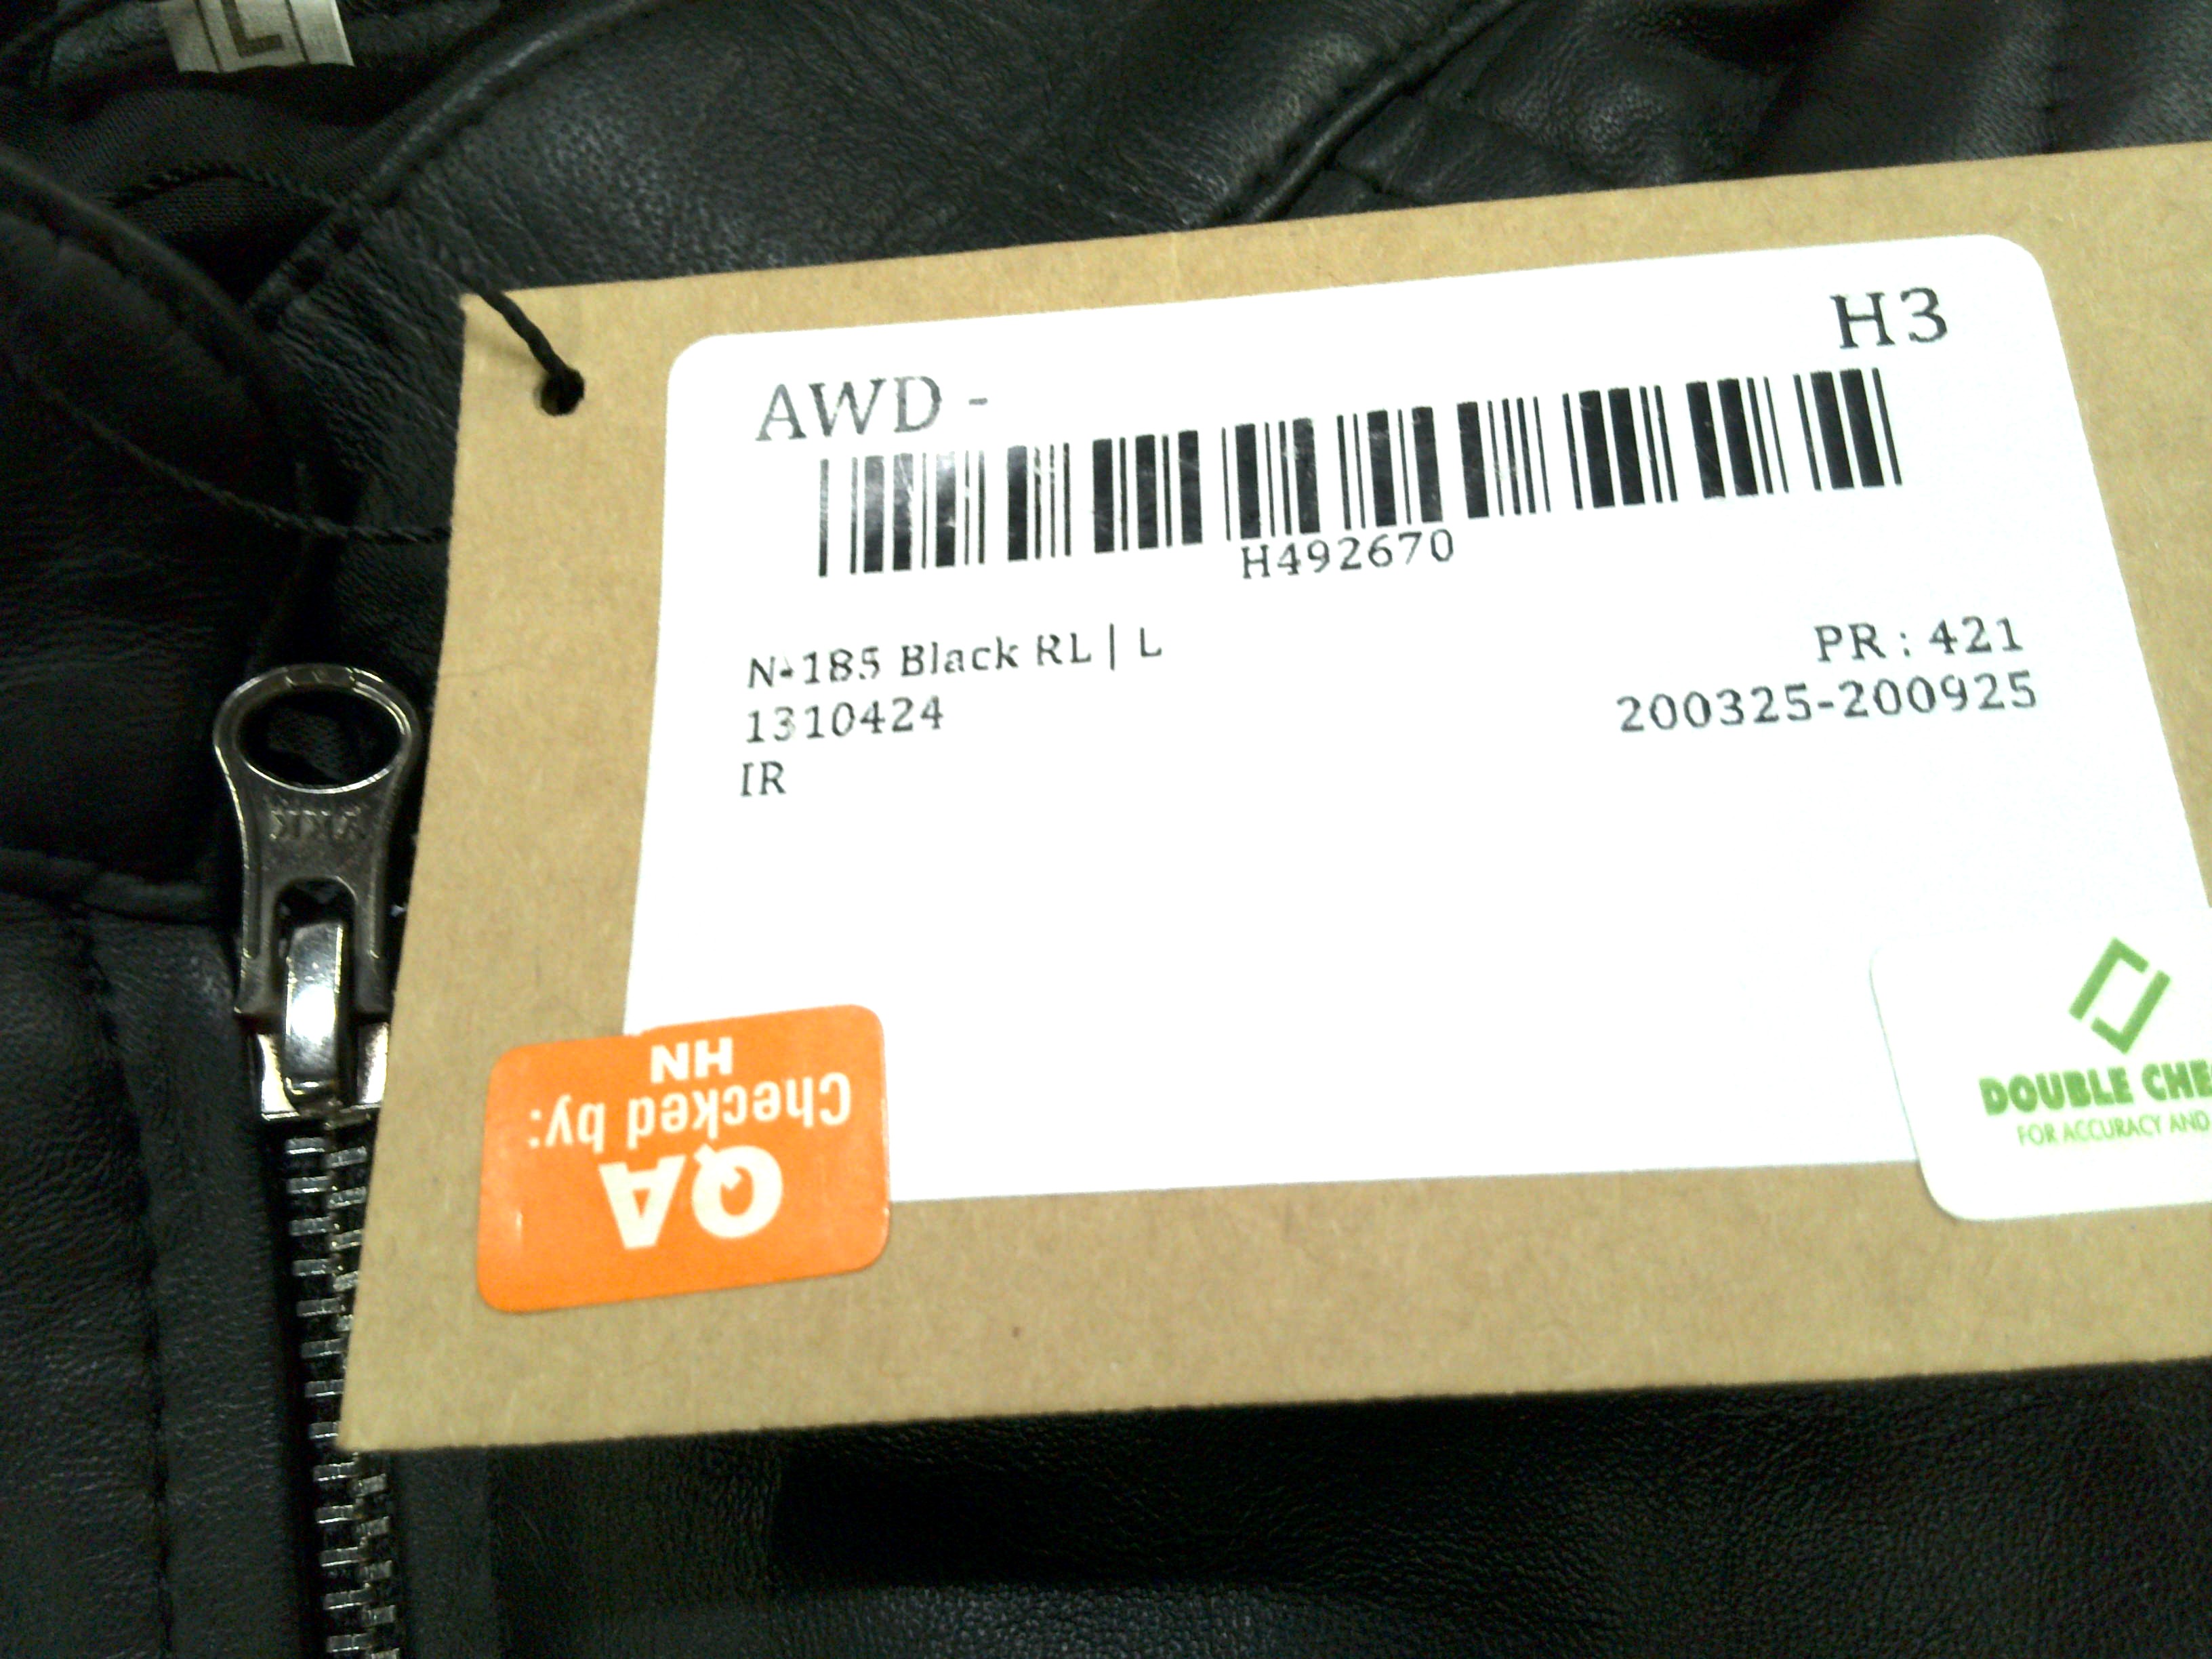 L
H3
AWD -
H492670
N-185 Black RL | L
PR : 421
1310424
200325-200925
IR
YKK
QA
Checked by:
HN
DOUBLE
FOR ACCURACY AND